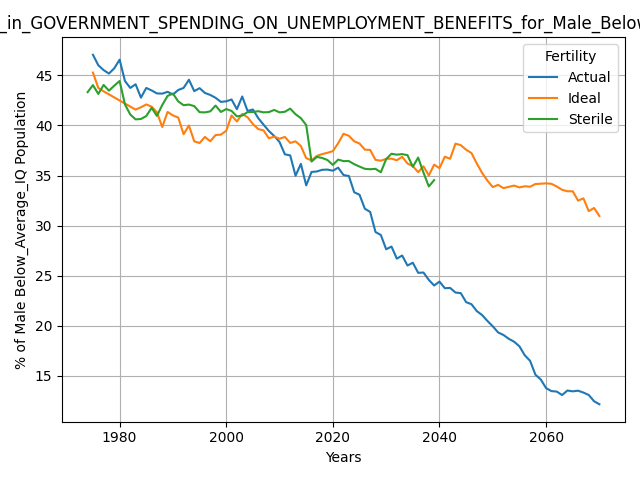 _in_GOVERNMENT_SPENDING_ON_UNEMPLOYMENT_BENEFITS_for_Male_Below
Fertility
Actual
Ideal
Sterile
% of Male Below_Average_IQ Population
45
40
35
30
25
20
15
1980
2000
2020
2040
2060
Years